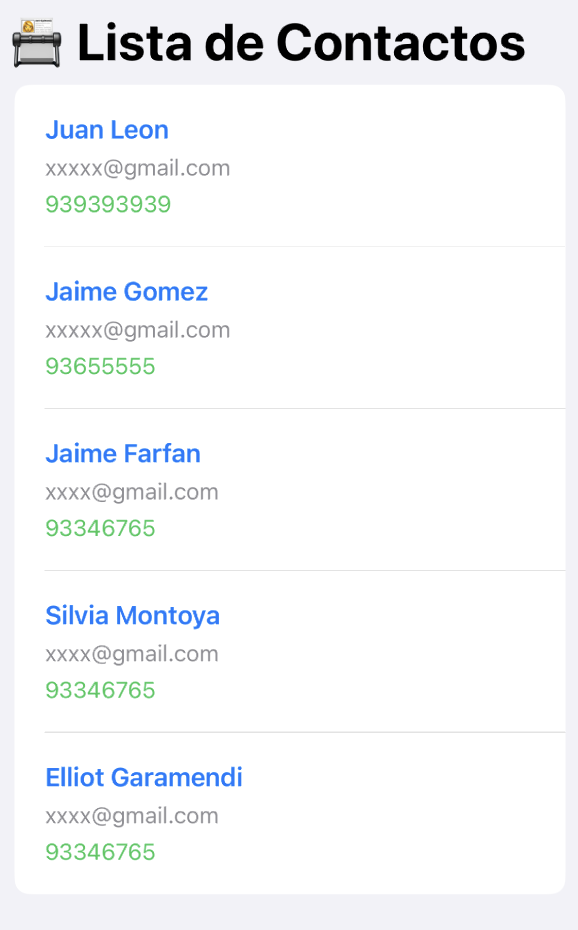 📇 Lista de Contactos
Juan Leon
xxxxx@gmail.com
939393939
Jaime Gomez
xxxxx@gmail.com
93655555
Jaime Farfan
xxxx@gmail.com
93346765
Silvia Montoya
xxxx@gmail.com
93346765
Elliot Garamendi
xxxx@gmail.com
93346765